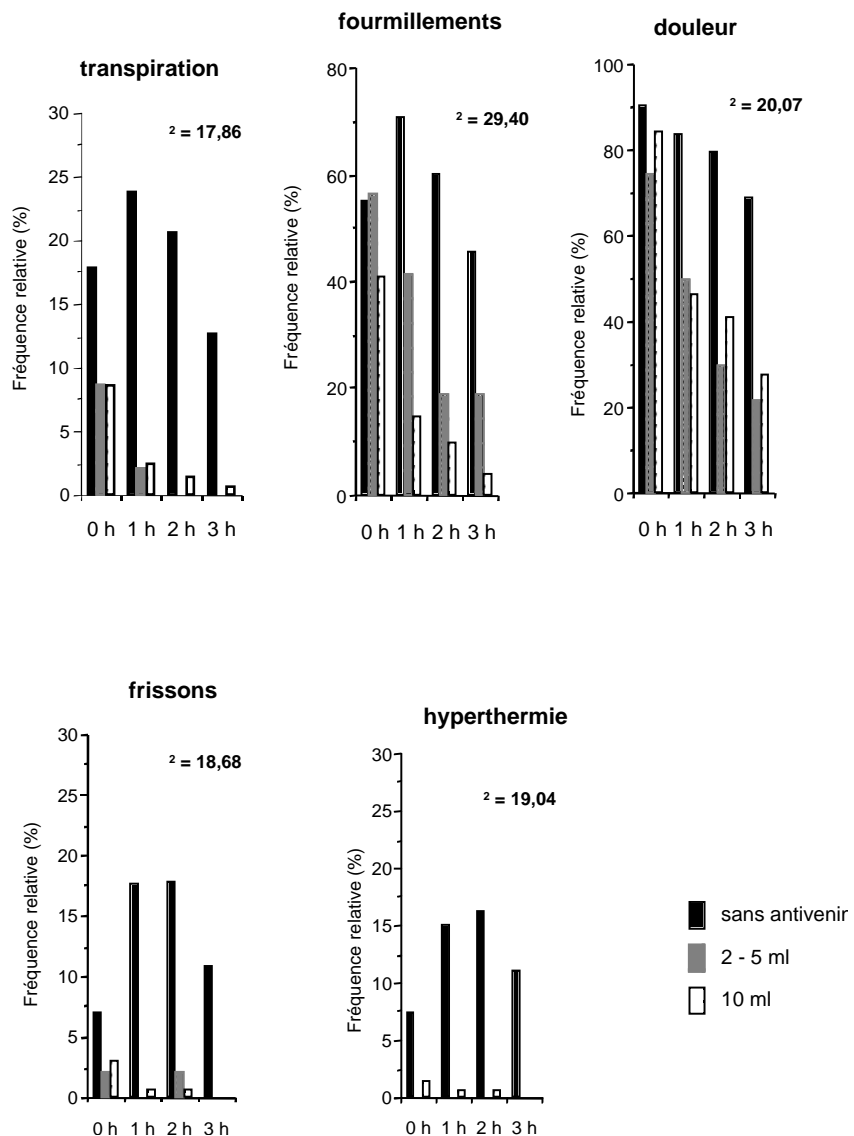 transpiration
² = 17,86
Fréquence relative (%)
30
25
20
15
10
5
0
0 h 1 h 2 h 3 h
fourmillements
² = 29,40
Fréquence relative (%)
80
60
40
20
0
0 h 1 h 2 h 3 h
douleur
² = 20,07
Fréquence relative (%)
100
80
60
40
20
0
0 h 1 h 2 h 3 h
frissons
² = 18,68
Fréquence relative (%)
30
25
20
15
10
5
0
0 h 1 h 2 h 3 h
hyperthermie
² = 19,04
Fréquence relative (%)
30
25
20
15
10
5
0
0 h 1 h 2 h 3 h
sans antivenin
2 - 5 ml
10 ml